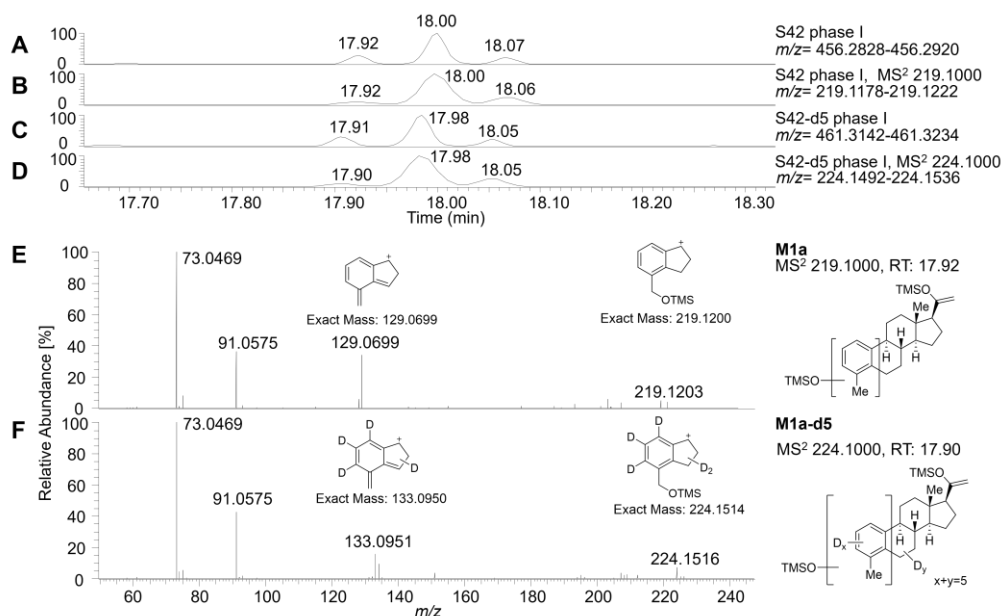 A
100
0
17.92
18.00
18.07
S42 phase I
m/z= 456.2828-456.2920
B
100
0
17.92
18.00
18.06
S42 phase I, MS² 219.1000
m/z= 219.1178-219.1222
C
100
0
17.91
17.98
18.05
S42-d5 phase I
m/z= 461.3142-461.3234
D
100
0
17.90
17.98
18.05
S42-d5 phase I, MS² 224.1000
m/z= 224.1492-224.1536
17.70 17.80 17.90 18.00 18.10 18.20 18.30
Time (min)
E
Relative Abundance [%]
100
80
60
40
20
0
73.0469
91.0575
129.0699
219.1203
+
Exact Mass: 129.0699
+
OTMS
Exact Mass: 219.1200
M1a
MS² 219.1000, RT: 17.92
TMSO
Me
H
H
H
TMSO
Me
F
100
80
60
40
20
0
73.0469
91.0575
133.0951
224.1516
D
+
D
D
D
Exact Mass: 133.0950
D
+
D
D
D₂
OTMS
Exact Mass: 224.1514
M1a-d5
MS² 224.1000, RT: 17.90
TMSO
Me
H
H
H
Dₓ
TMSO
Me
Dᵧ
x+y=5
60 80 100 120 140 160 180 200 220 240
m/z